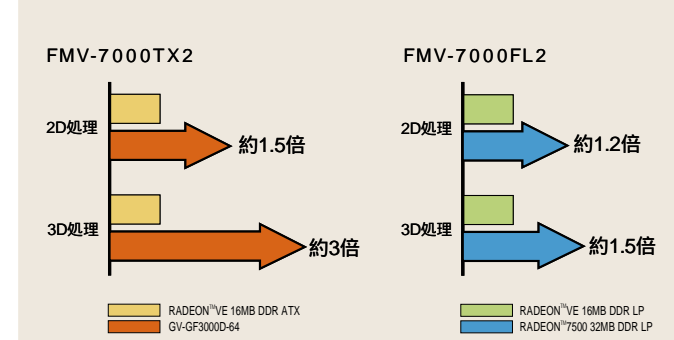 FMV-7000TX2
2D処理
約1.5倍
3D処理
約3倍
RADEON™VE 16MB DDR ATX
GV-GF3000D-64
FMV-7000FL2
2D処理
約1.2倍
3D処理
約1.5倍
RADEON™VE 16MB DDR LP
RADEON™7500 32MB DDR LP